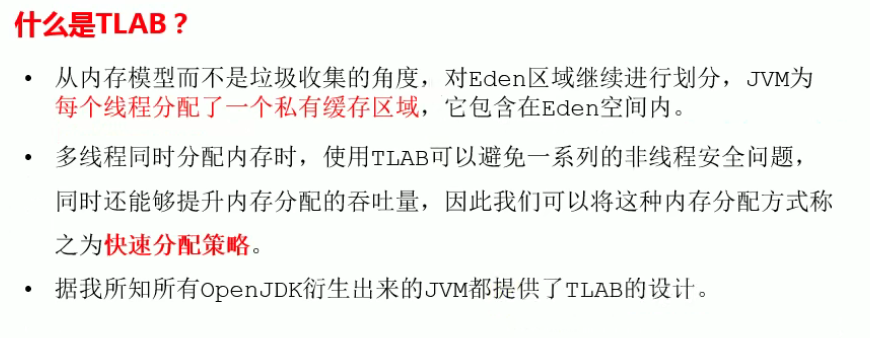 什么是TLAB？
• 从内存模型而不是垃圾收集的角度，对Eden区域继续进行划分，JVM为
每个线程分配了一个私有缓存区域，它包含在Eden空间内。
• 多线程同时分配内存时，使用TLAB可以避免一系列的非线程安全问题，
同时还能够提升内存分配的吞吐量，因此我们可以将这种内存分配方式称
之为快速分配策略。
• 据我所知所有OpenJDK衍生出来的JVM都提供了TLAB的设计。